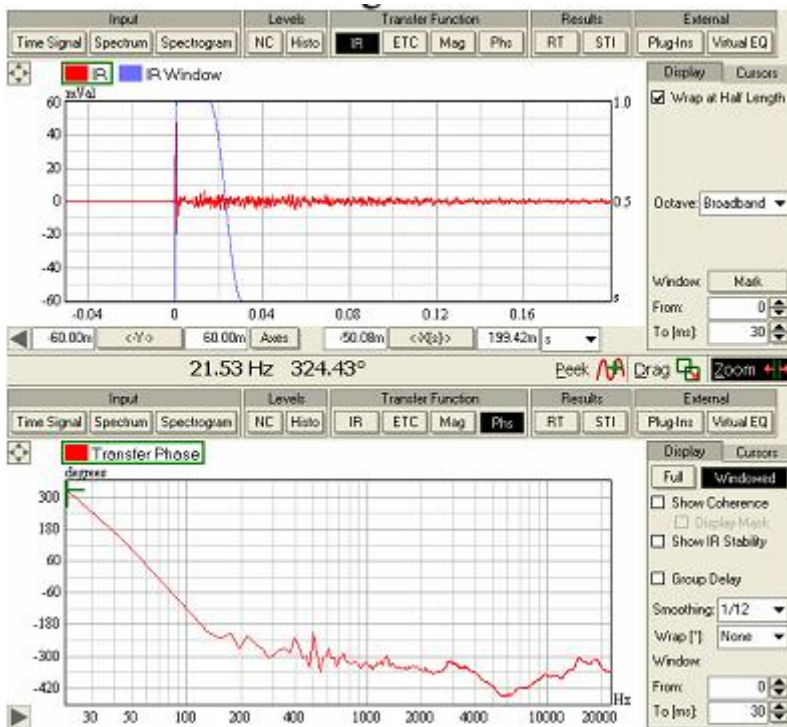 Input Levels Transfer Function Results External
Time Signal Spectrum Spectrogram NC Histo IR ETC Mag Phs RT STI Plug-Ins Virtual EQ
IR IR Window
Display Cursors
mVal
60 40 20 0 -20 -40 -60
1.0 0.5 s
-0.04 0 0.04 0.08 0.12 0.16
Wrap at Half Length
Octave: Broadband
Window: Mark
From: 0
To [ms]: 30
-60.00m <-Y-> 60.00m Axes -50.08m <-X[s]-> 199.42m s
21.53 Hz 324.43° Peek Drag Zoom
Input Levels Transfer Function Results External
Time Signal Spectrum Spectrogram NC Histo IR ETC Mag Phs RT STI Plug-Ins Virtual EQ
Transfer Phase
Display Cursors
degrees
300 180 60 -60 -180 -300 -420
30 50 100 200 400 1000 2000 4000 10000 20000 Hz
Full Windowed
Show Coherence
Display Mask
Show IR Stability
Group Delay
Smoothing: 1/12
Wrap [°]: None
Window:
From: 0
To [ms]: 30